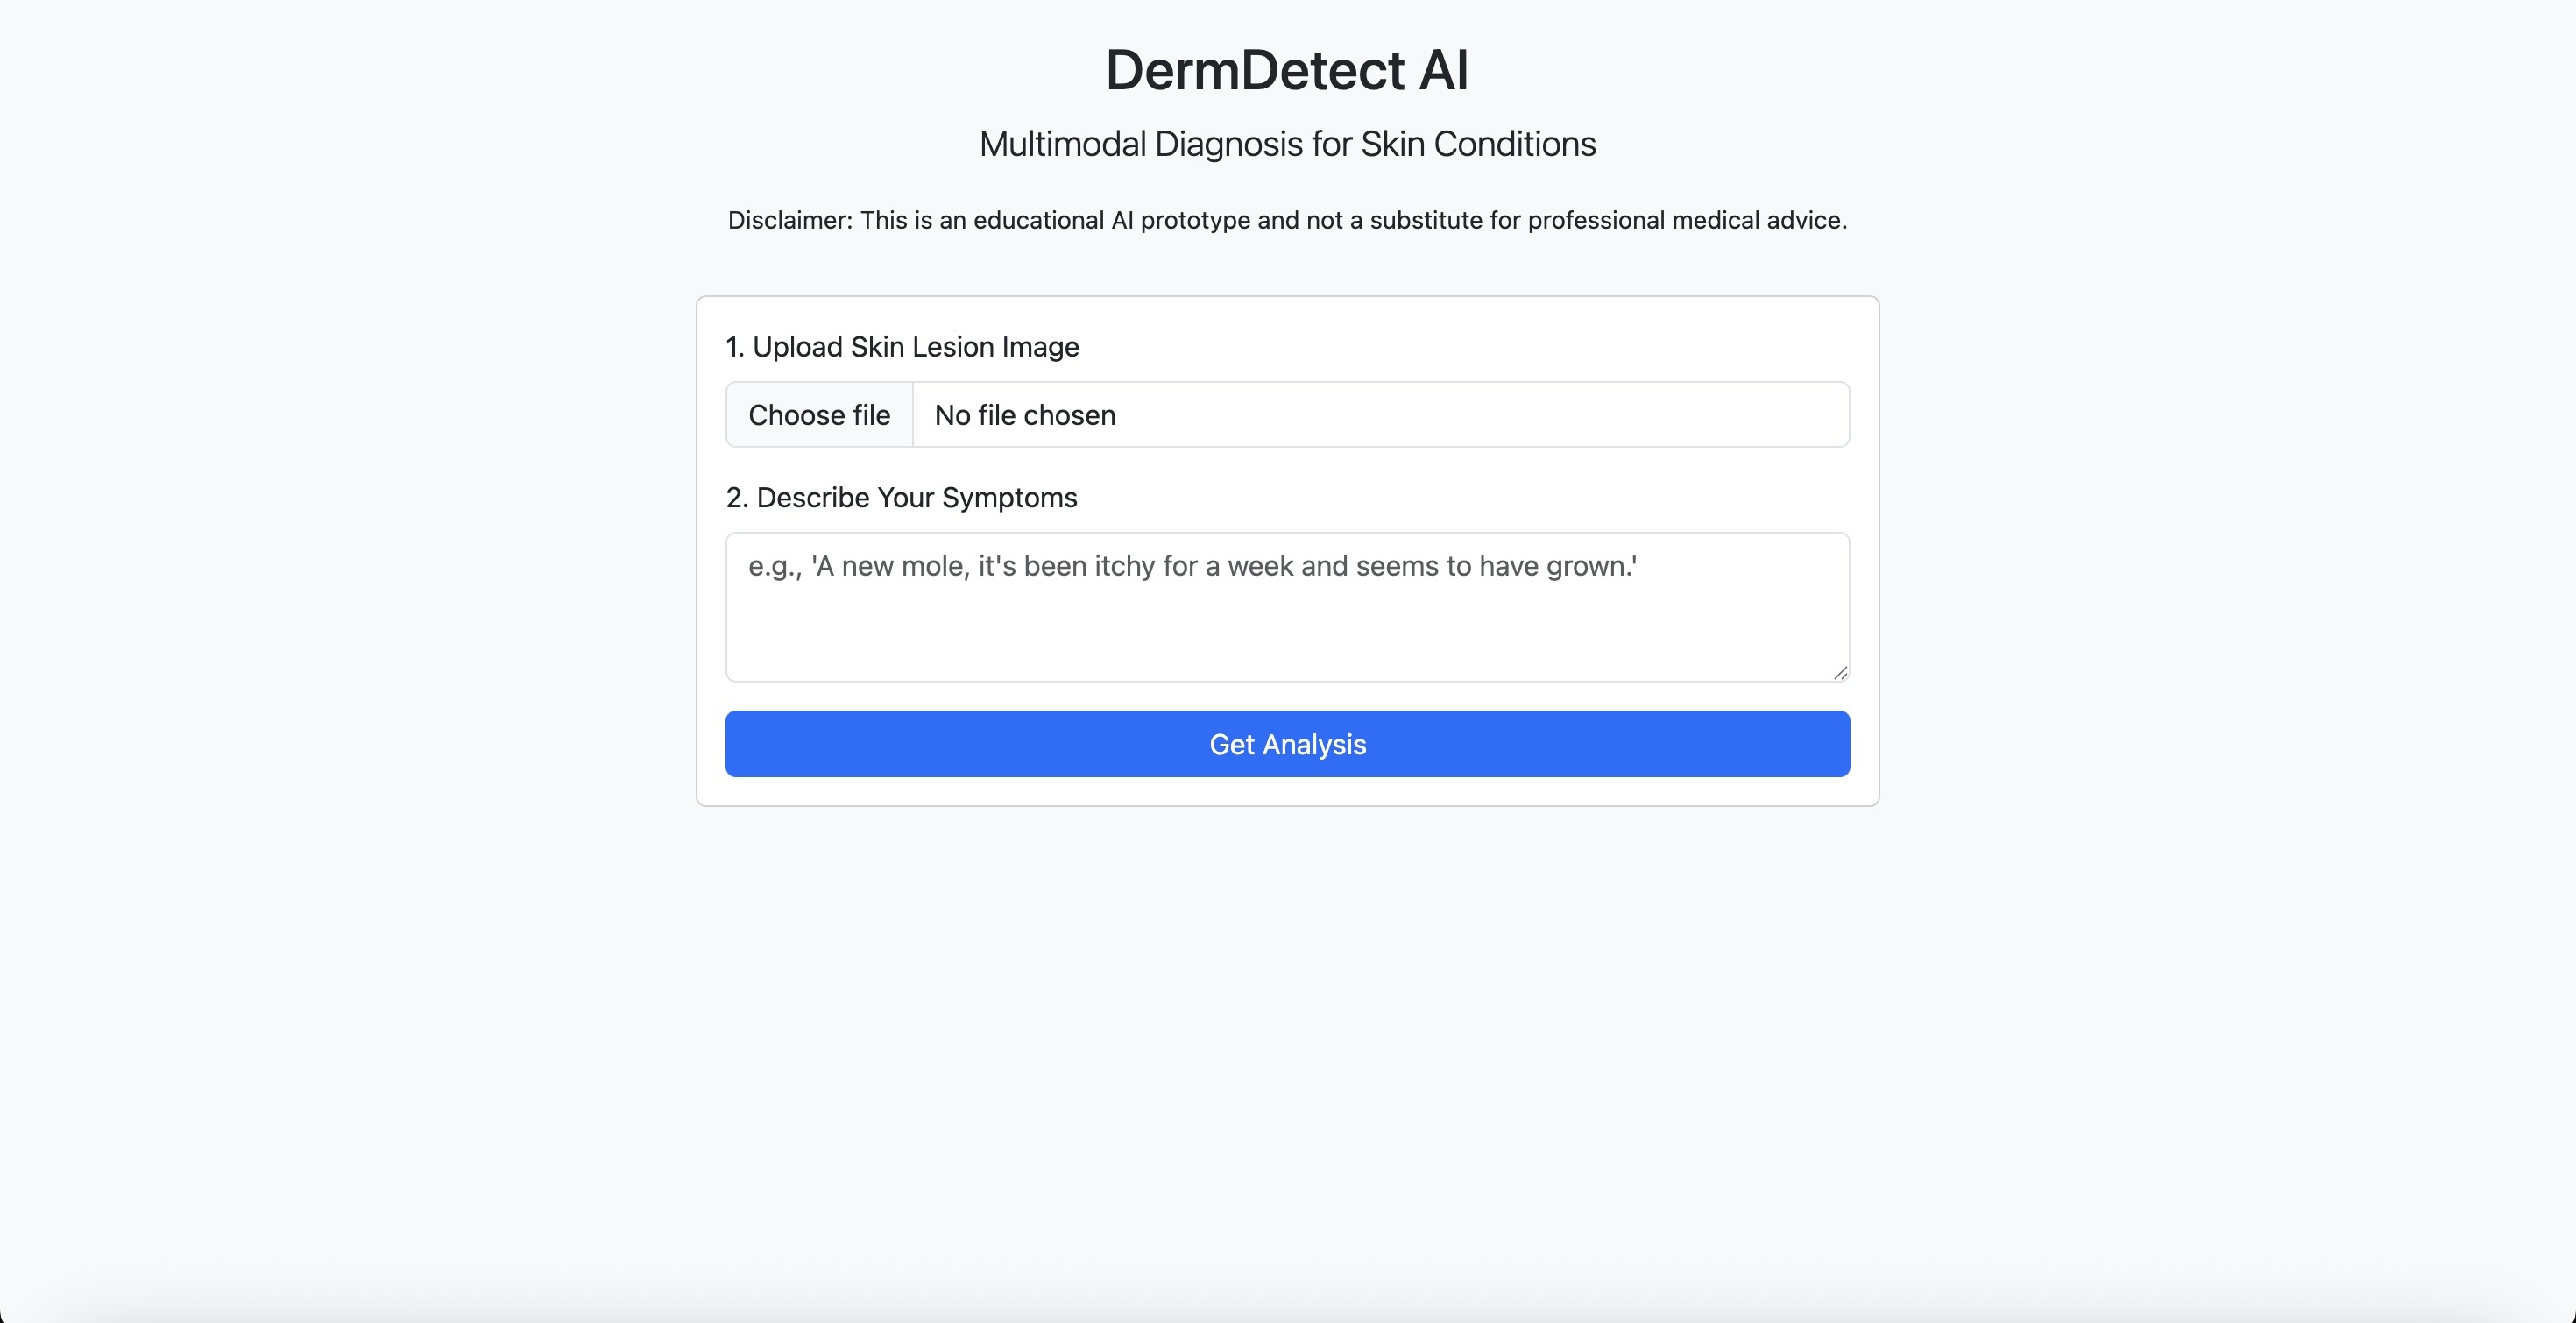 DermDetect AI
Multimodal Diagnosis for Skin Conditions
Disclaimer: This is an educational AI prototype and not a substitute for professional medical advice.
1. Upload Skin Lesion Image
Choose file No file chosen
2. Describe Your Symptoms
e.g., 'A new mole, it's been itchy for a week and seems to have grown.'
Get Analysis